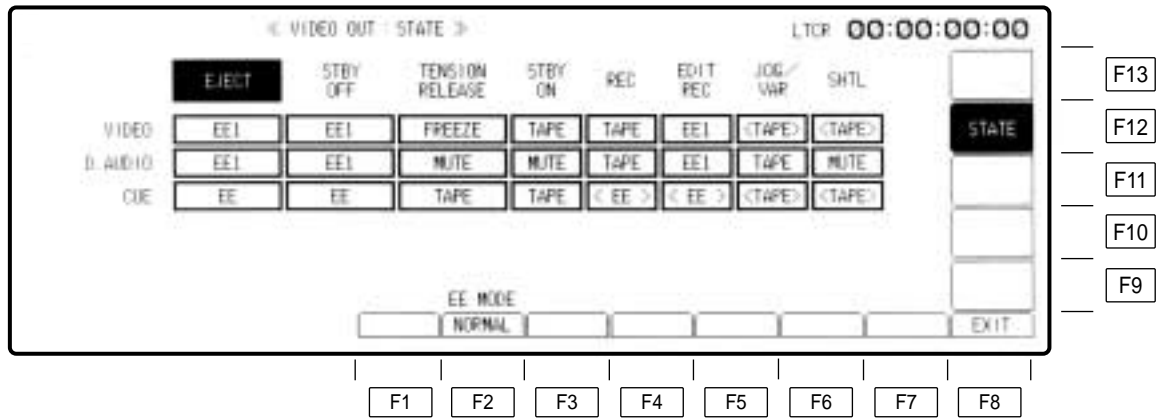 ≪ VIDEO OUT : STATE ≫ LTCR 00:00:00:00
EJECT STBY OFF TENSION RELEASE STBY ON REC EDIT REC JOG/VAR SHTL
VIDEO EE1 EE1 FREEZE TAPE TAPE EE1 <TAPE> <TAPE>
D.AUDIO EE1 EE1 MUTE MUTE TAPE EE1 TAPE MUTE
CUE EE EE TAPE TAPE < EE > < EE > <TAPE> <TAPE>
STATE
EE MODE
NORMAL
EXIT
F13
F12
F11
F10
F9
F1 F2 F3 F4 F5 F6 F7 F8